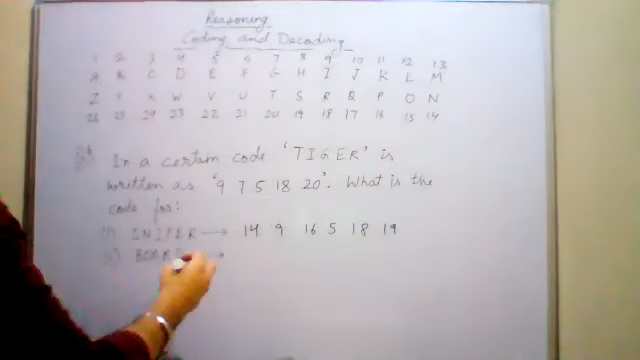 Reasoning
Coding and Decoding
1 2 3 4 5 6 7 8 9 10 11 12 13
A B C D E F G H I J K L M
Z Y X W V U T S R Q P O N
26 25 24 23 22 21 20 19 18 17 16 15 14
In a certain code 'TIGER' is
written as '9 7 5 18 20'. What is the
code for:
14 9 16 5 18 19